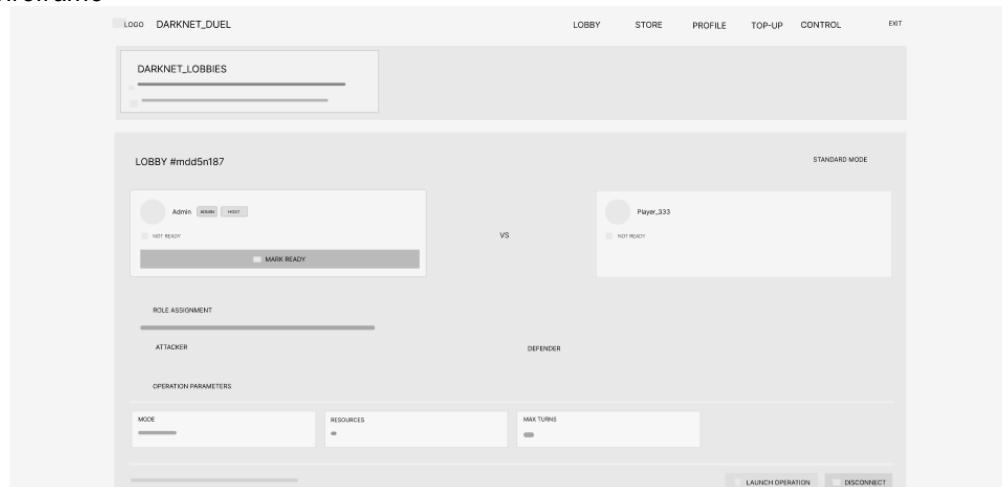 LOGO DARKNET_DUEL LOBBY STORE PROFILE TOP-UP CONTROL EXIT
DARKNET_LOBBIES
LOBBY #mdd5n187 STANDARD MODE
Admin ADMIN HOST
NOT READY
MARK READY
VS
Player_333
NOT READY
ROLE ASSIGNMENT
ATTACKER DEFENDER
OPERATION PARAMETERS
MODE RESOURCES MAX TURNS
LAUNCH OPERATION DISCONNECT